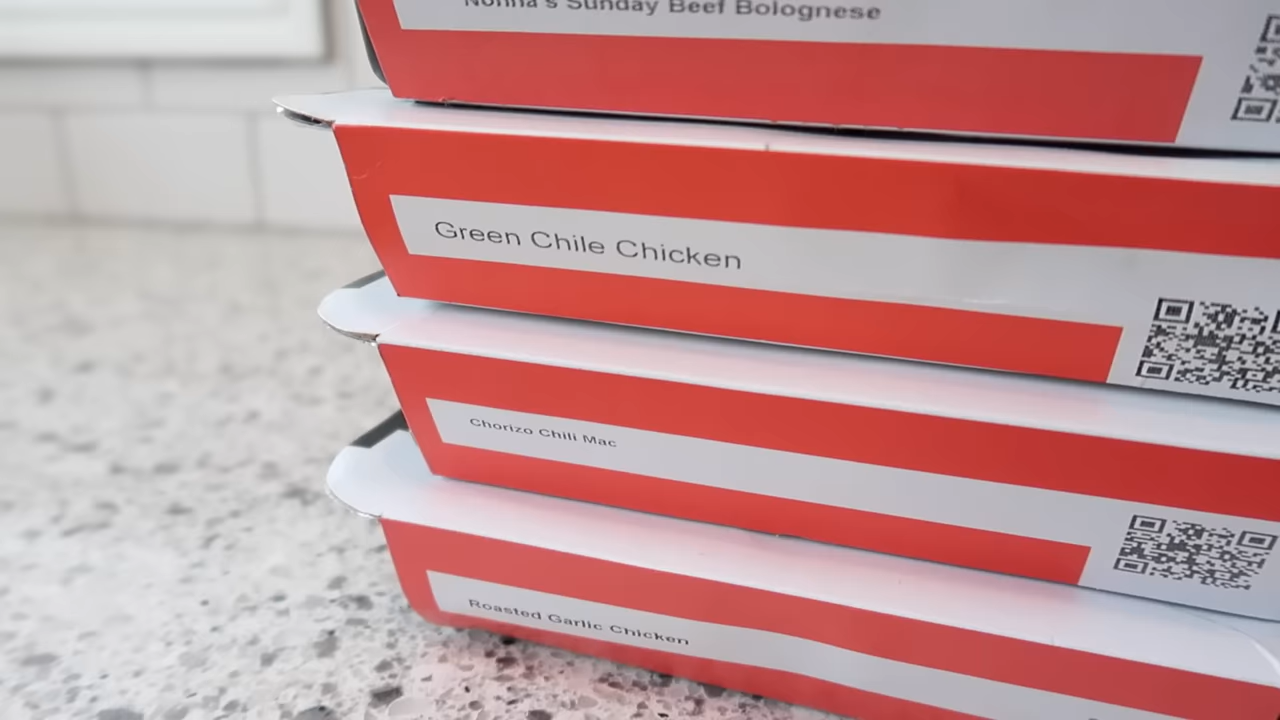 Nonna's Sunday Beef Bolognese
Green Chile Chicken
Chorizo Chili Mac
Roasted Garlic Chicken